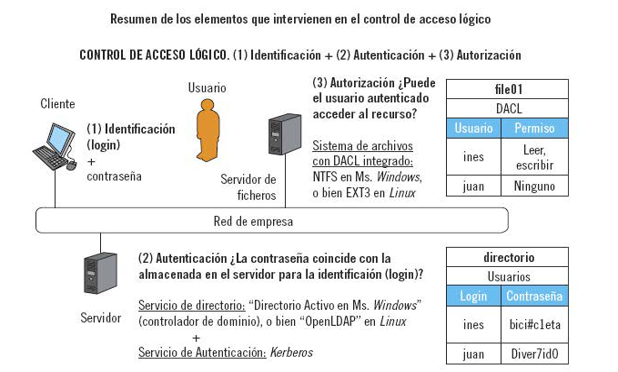 Resumen de los elementos que intervienen en el control de acceso lógico
CONTROL DE ACCESO LÓGICO. (1) Identificación + (2) Autenticación + (3) Autorización
Cliente
(1) Identificación
(login)
+
contraseña
Usuario
Servidor de
ficheros
(3) Autorización ¿Puede
el usuario autenticado
acceder al recurso?
Sistema de archivos
con DACL integrado:
NTFS en Ms. Windows,
o bien EXT3 en Linux
file01
DACL
Usuario Permiso
ines Leer, escribir
juan Ninguno
Red de empresa
Servidor
(2) Autenticación ¿La contraseña coincide con la
almacenada en el servidor para la identificaión (login)?
Servicio de directorio: “Directorio Activo en Ms. Windows”
(controlador de dominio), o bien “OpenLDAP” en Linux
+
Servicio de Autenticación: Kerberos
directorio
Usuarios
Login Contraseña
ines bici#c1eta
juan Diver7id0